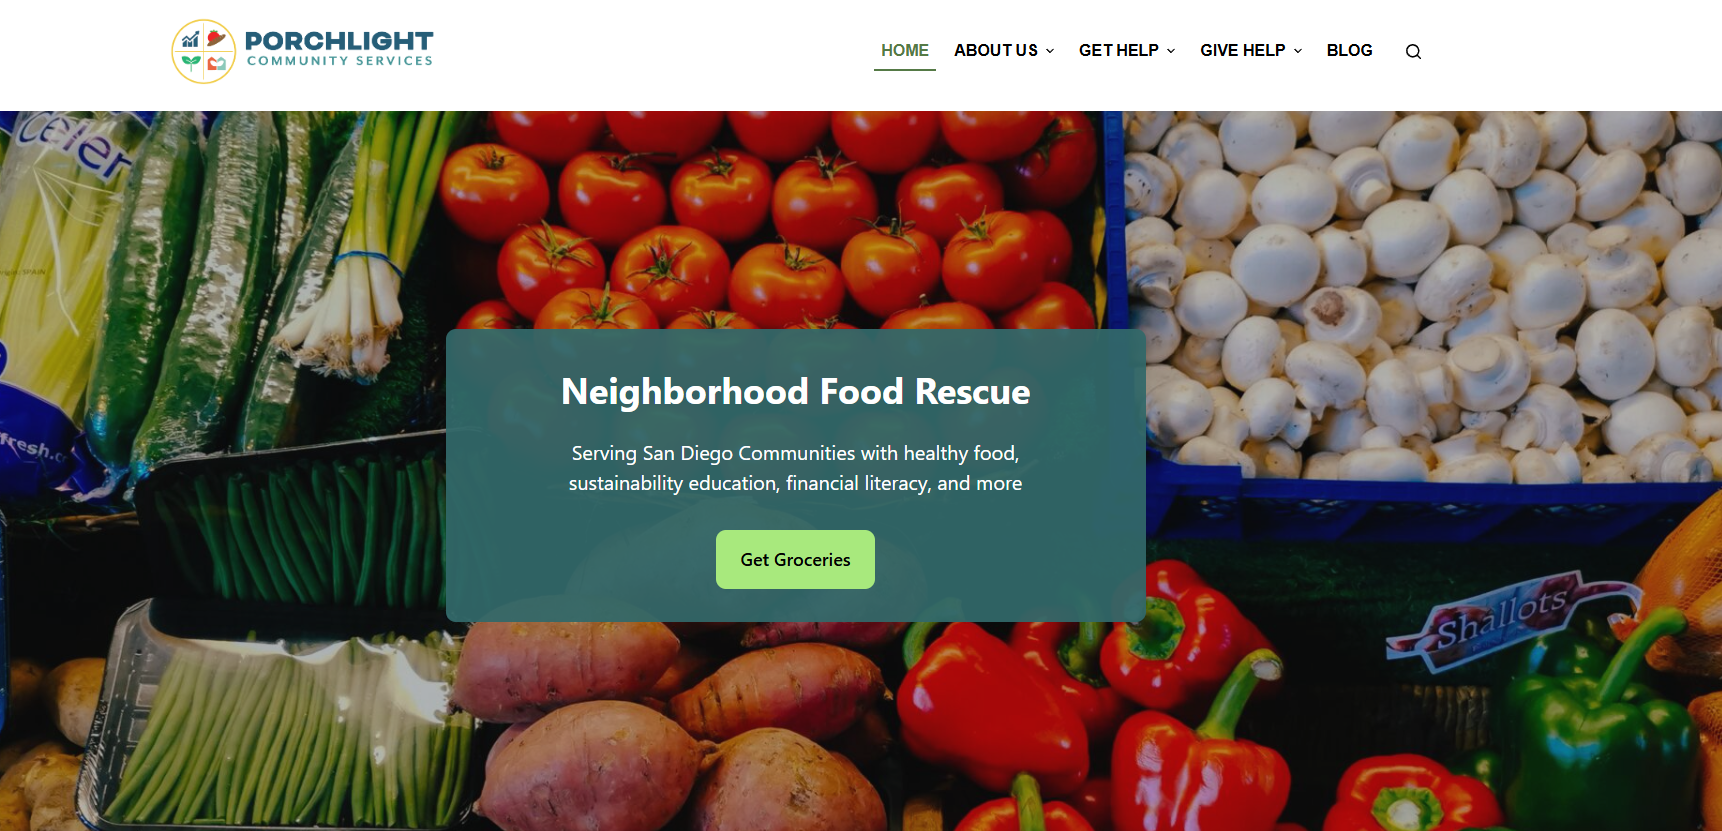 PORCHLIGHT
COMMUNITY SERVICES
HOME ABOUT US GET HELP GIVE HELP BLOG
celer
SPAIN
fresh.c
Neighborhood Food Rescue
Serving San Diego Communities with healthy food,
sustainability education, financial literacy, and more
Get Groceries
Shallots